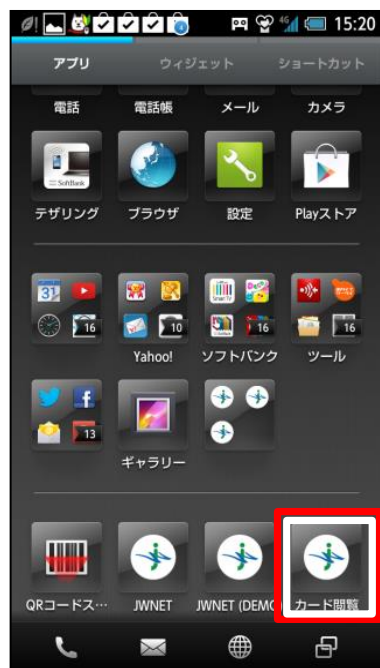 4G 15:20
アプリ ウィジェット ショートカット
電話 電話帳 メール カメラ
SoftBank
テザリング ブラウザ 設定 Playストア
31 16 10 Smart TV 16 16
Yahoo! ソフトバンク ツール
13
ギャラリー
QRコードス… JWNET JWNET (DEMO カード閲覧